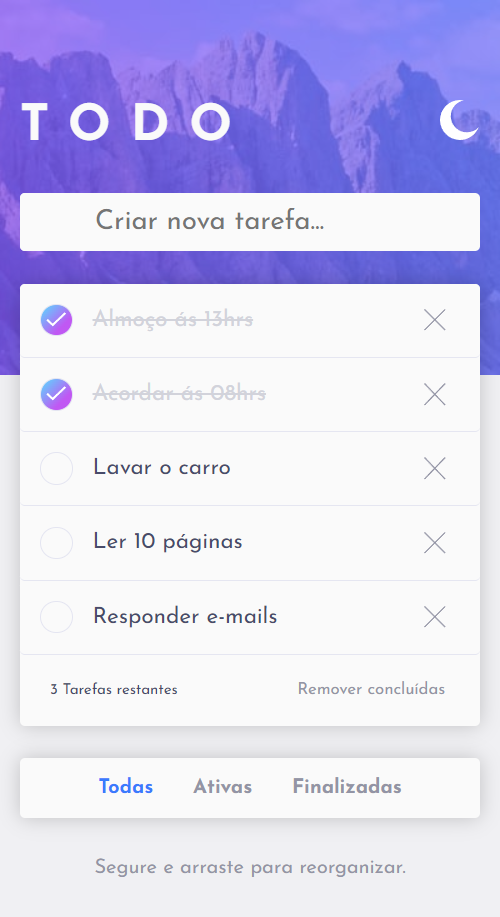 TODO
Criar nova tarefa...
Almoço ás 13hrs
Acordar ás 08hrs
Lavar o carro
Ler 10 páginas
Responder e-mails
3 Tarefas restantes Remover concluídas
Todas Ativas Finalizadas
Segure e arraste para reorganizar.